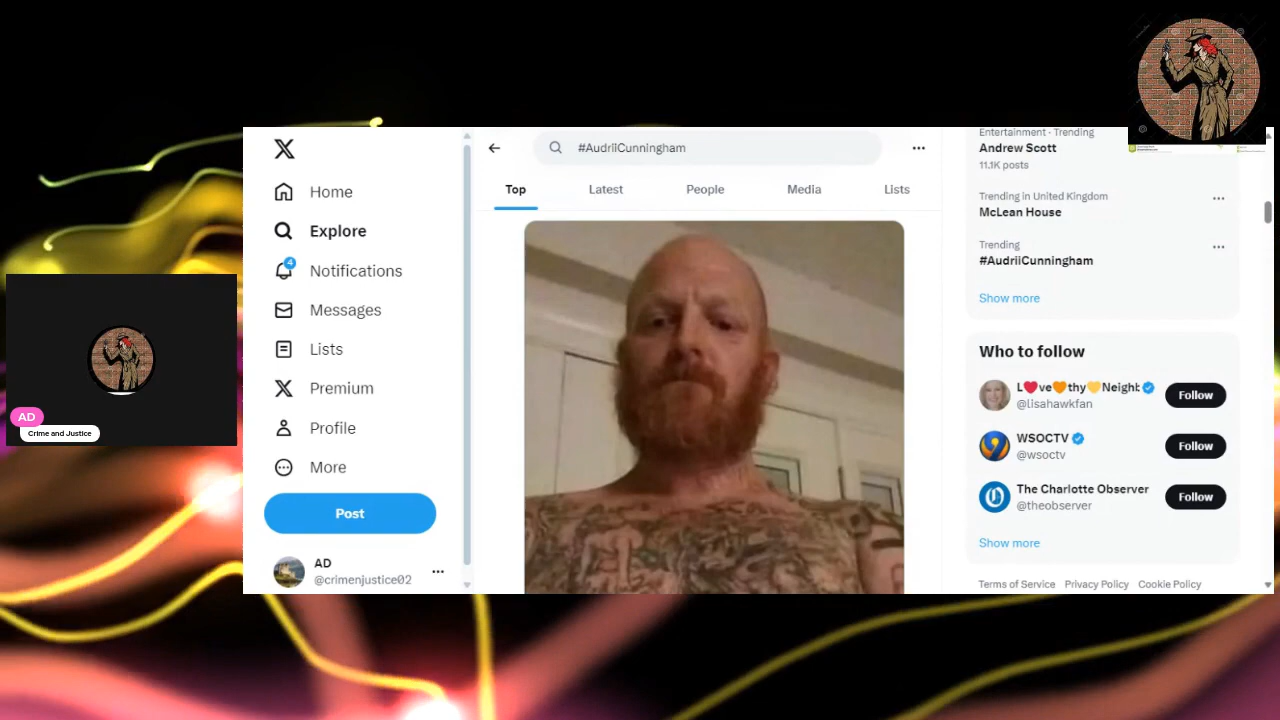 AD
Crime and Justice
Home
Explore
4
Notifications
Messages
Lists
Premium
Profile
More
Post
AD
@crimenjustice02
#AudriiCunningham
Top
Latest
People
Media
Lists
Entertainment · Trending
Andrew Scott
11.1K posts
Trending in United Kingdom
McLean House
Trending
#AudriiCunningham
Show more
Who to follow
L❤️ve🧡thy💛Neighb
@lisahawkfan
Follow
WSOCTV
@wsoctv
Follow
The Charlotte Observer
@theobserver
Follow
Show more
Terms of Service Privacy Policy Cookie Policy